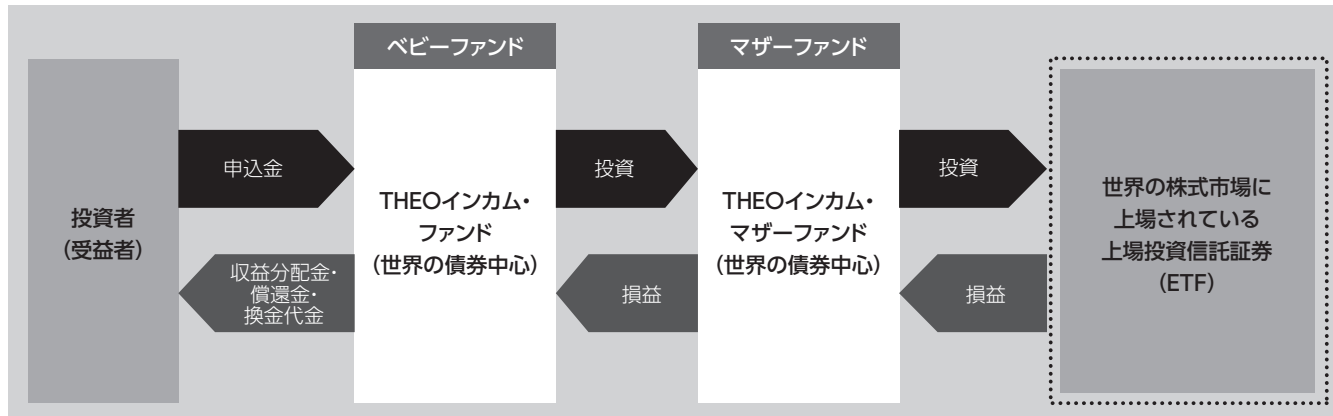 ベビーファンド
マザーファンド
投資者
(受益者)
申込金
収益分配金・
償還金・
換金代金
THEOインカム・
ファンド
(世界の債券中心)
投資
損益
THEOインカム・
マザーファンド
(世界の債券中心)
投資
損益
世界の株式市場に
上場されている
上場投資信託証券
(ETF)